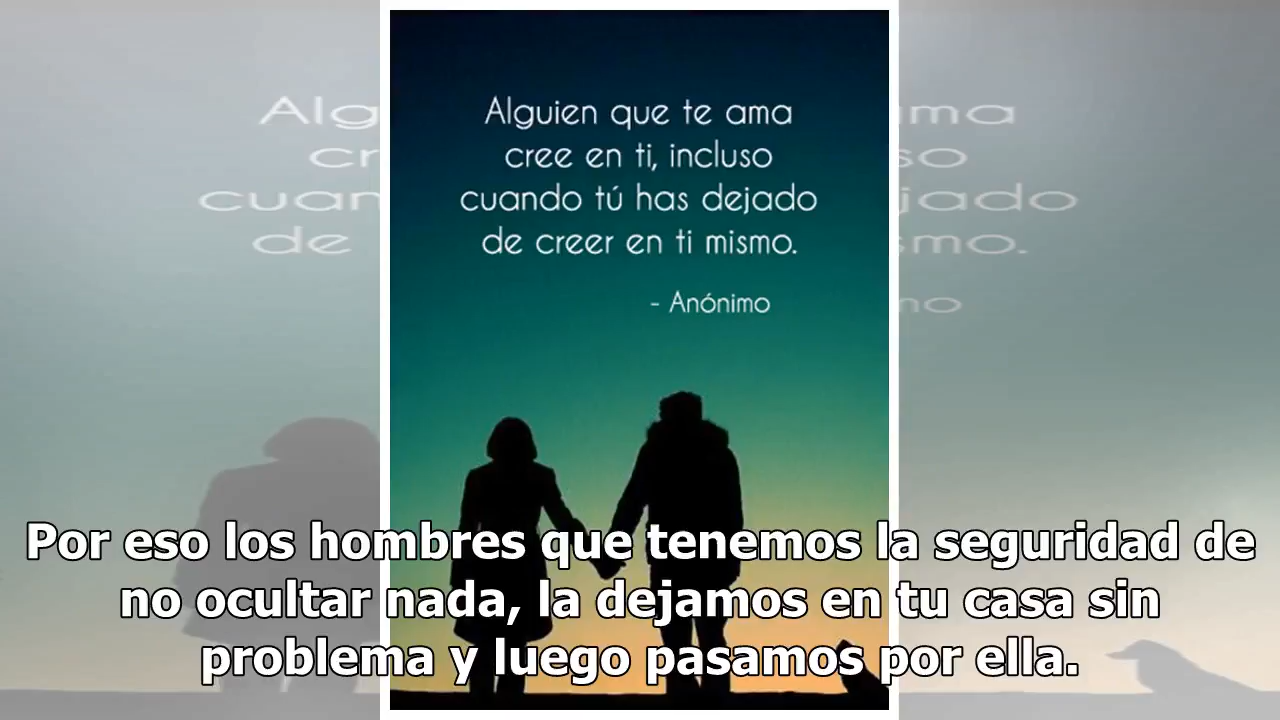 Alguien que te ama
cree en ti, incluso
cuando tú has dejado
de creer en ti mismo.
- Anónimo
Por eso los hombres que tenemos la seguridad de
no ocultar nada, la dejamos en tu casa sin
problema y luego pasamos por ella.